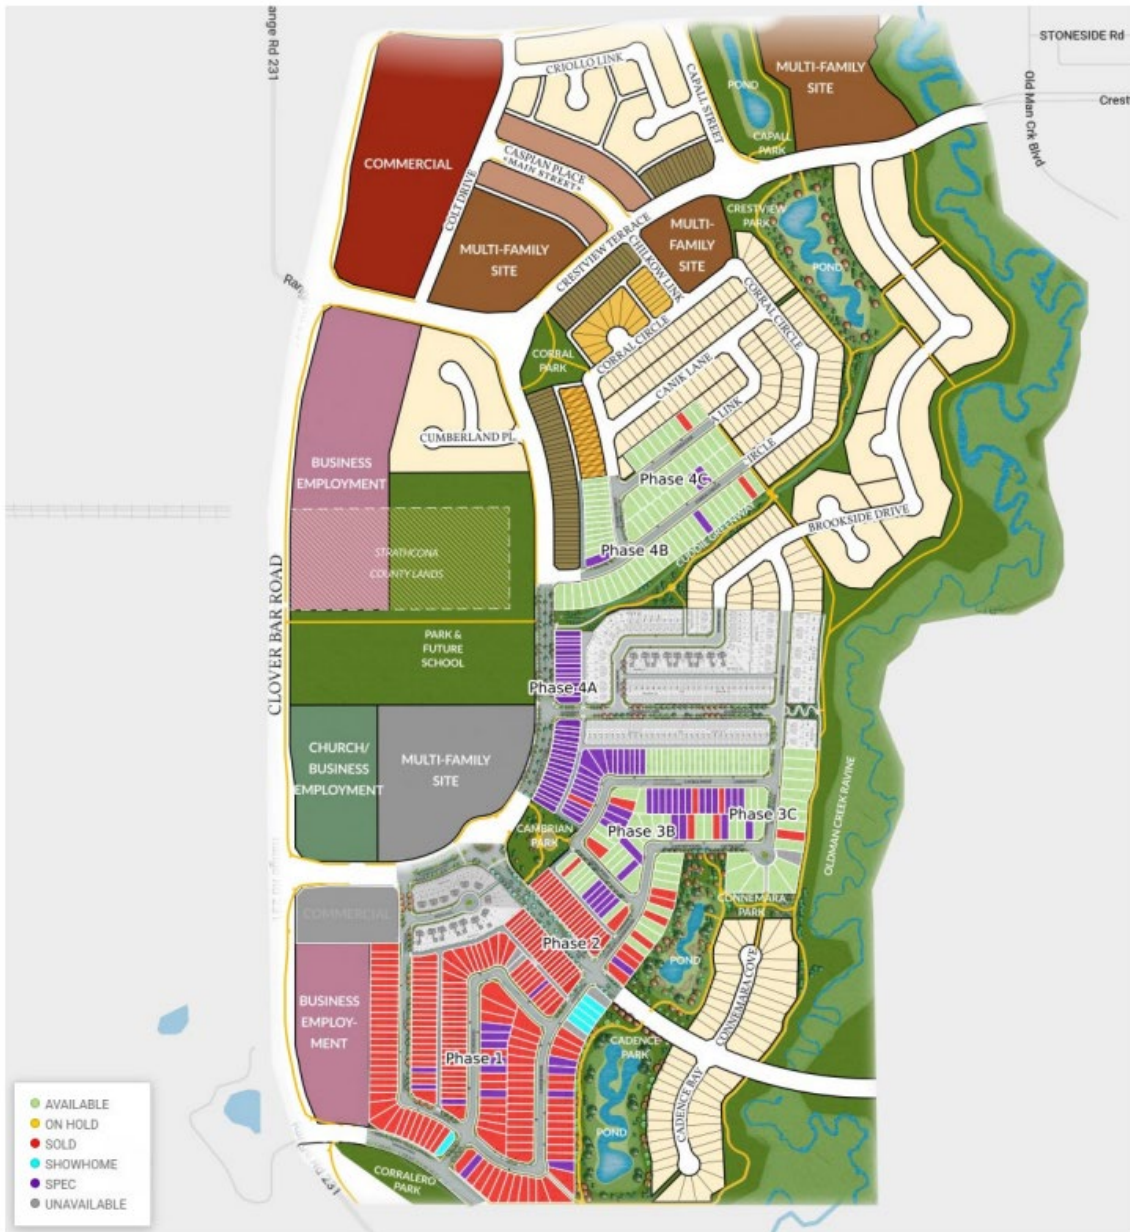 ange Rd 231
STONESIDE Rd
Old Man Crk Blvd
Crest
CRIOLLO LINK
CAPALL STREET
POND
MULTI-FAMILY
SITE
CAPALL
PARK
COMMERCIAL
COLT DRIVE
CASPIAN PLACE
"MAIN STREET"
MULTI-FAMILY
SITE
CRESTVIEW TERRACE
CHILKOW LINK
MULTI-
FAMILY
SITE
CRESTVIEW
PARK
POND
CORRAL
PARK
CORRAL CIRCLE
CORRAL CIRCLE
CANIK LANE
A LINK
CIRCLE
CUMBERLAND PL.
BUSINESS
EMPLOYMENT
Phase 4C
Phase 4B
BROOKSIDE DRIVE
STRATHCONA
COUNTY LANDS
CLOVER BAR ROAD
PARK &
FUTURE
SCHOOL
Phase 4A
CHURCH/
BUSINESS
EMPLOYMENT
MULTI-FAMILY
SITE
CAMBRIAN
PARK
Phase 3B
Phase 3C
OLDMAN CREEK RAVINE
CONNEMARA
PARK
COMMERCIAL
Phase 2
POND
CONNEMARA COVE
BUSINESS
EMPLOY-
MENT
Phase 1
CADENCE
PARK
POND
CADENCE BAY
CORRALERO
PARK
AVAILABLE
ON HOLD
SOLD
SHOWHOME
SPEC
UNAVAILABLE